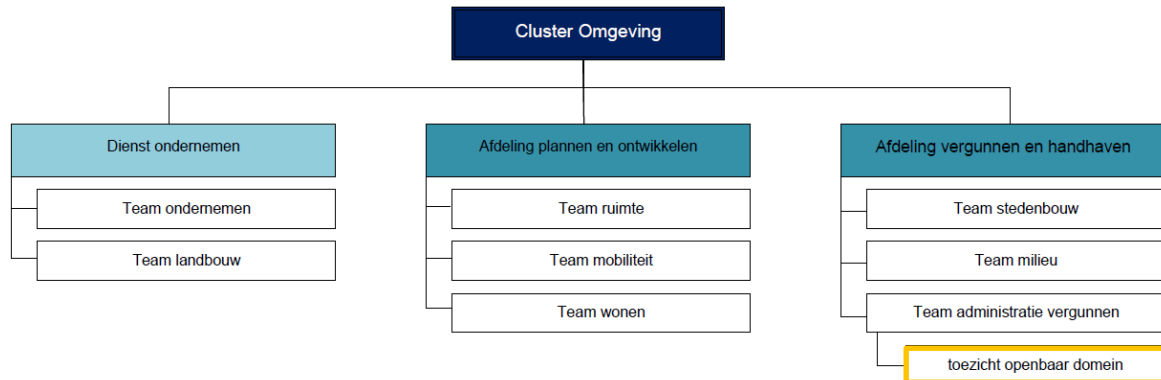 Cluster Omgeving
Dienst ondernemen
Team ondernemen
Team landbouw
Afdeling plannen en ontwikkelen
Team ruimte
Team mobiliteit
Team wonen
Afdeling vergunnen en handhaven
Team stedenbouw
Team milieu
Team administratie vergunnen
toezicht openbaar domein